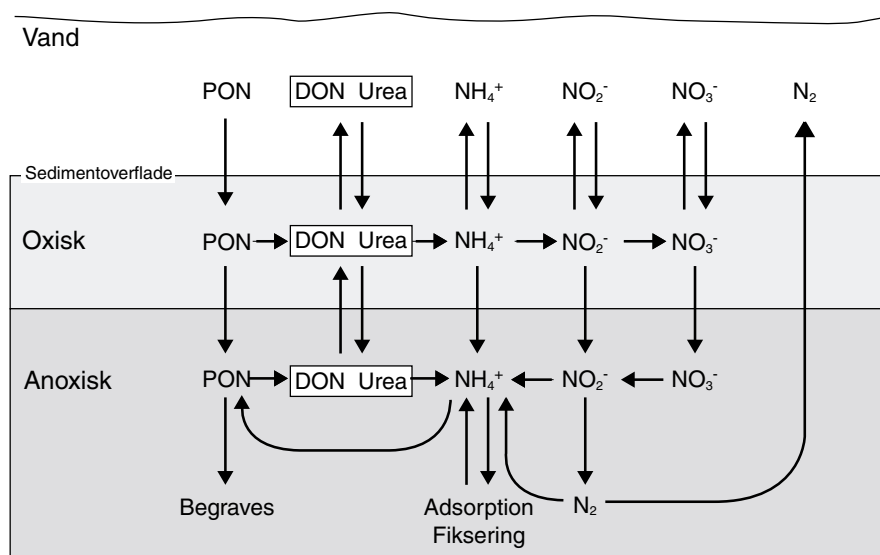 Vand
PON DON Urea NH₄⁺ NO₂⁻ NO₃⁻ N₂
Sedimentoverflade
Oxisk PON DON Urea NH₄⁺ NO₂⁻ NO₃⁻
Anoxisk PON DON Urea NH₄⁺ NO₂⁻ NO₃⁻
Begraves Adsorption N₂
Fiksering